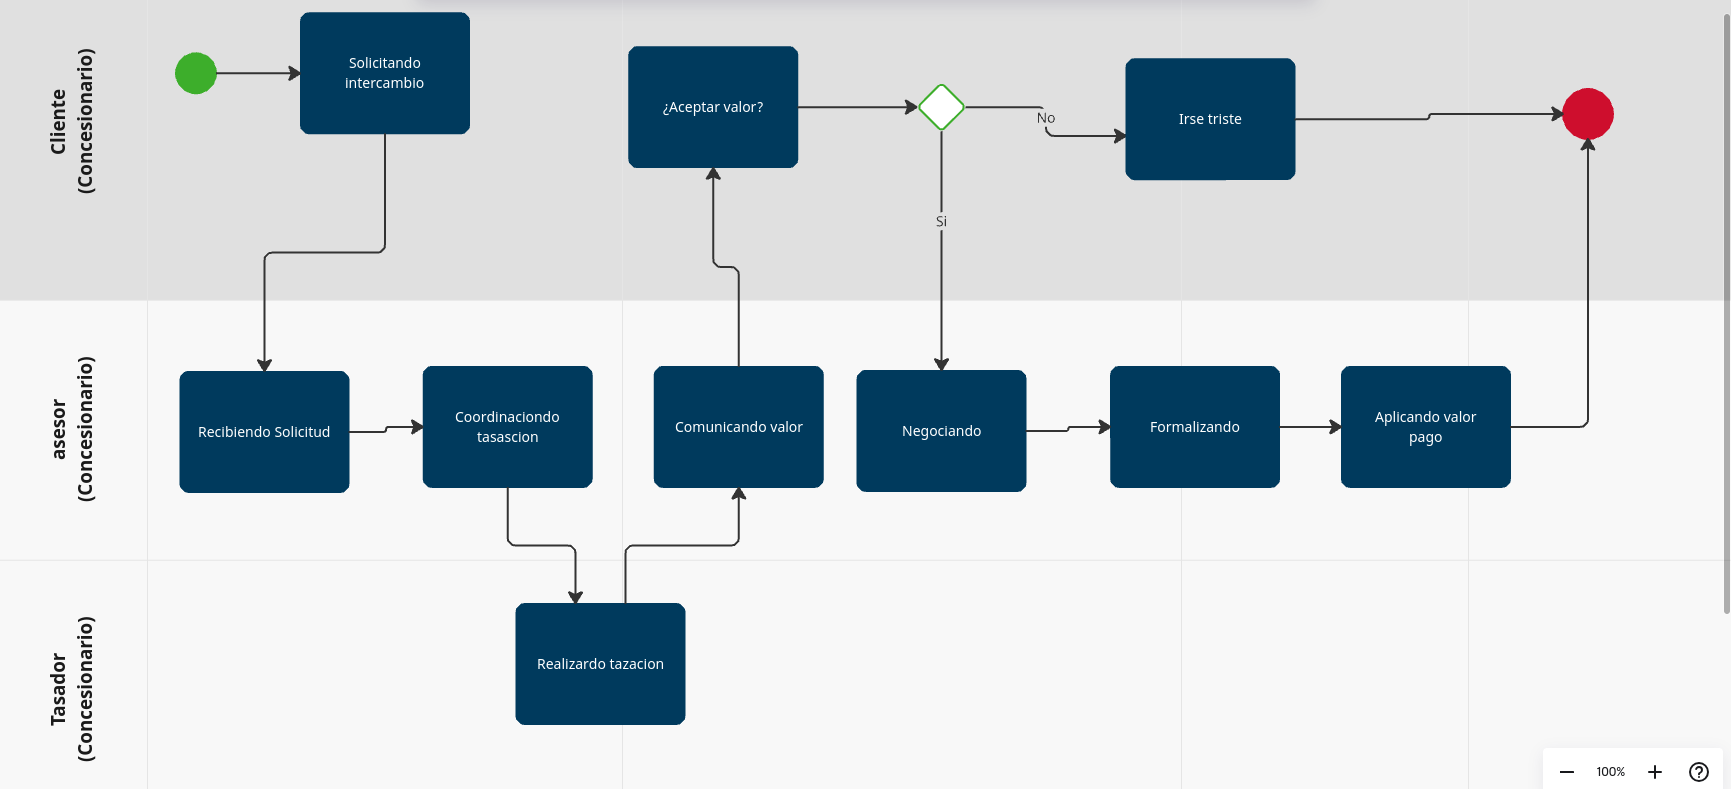 Cliente
(Concesionario)
Solicitando
intercambio
¿Aceptar valor?
No
Si
Irse triste
asesor
(Concesionario)
Recibiendo Solicitud
Coordinaciondo
tasascion
Comunicando valor
Negociando
Formalizando
Aplicando valor
pago
Tasador
(Concesionario)
Realizardo tazacion
100%